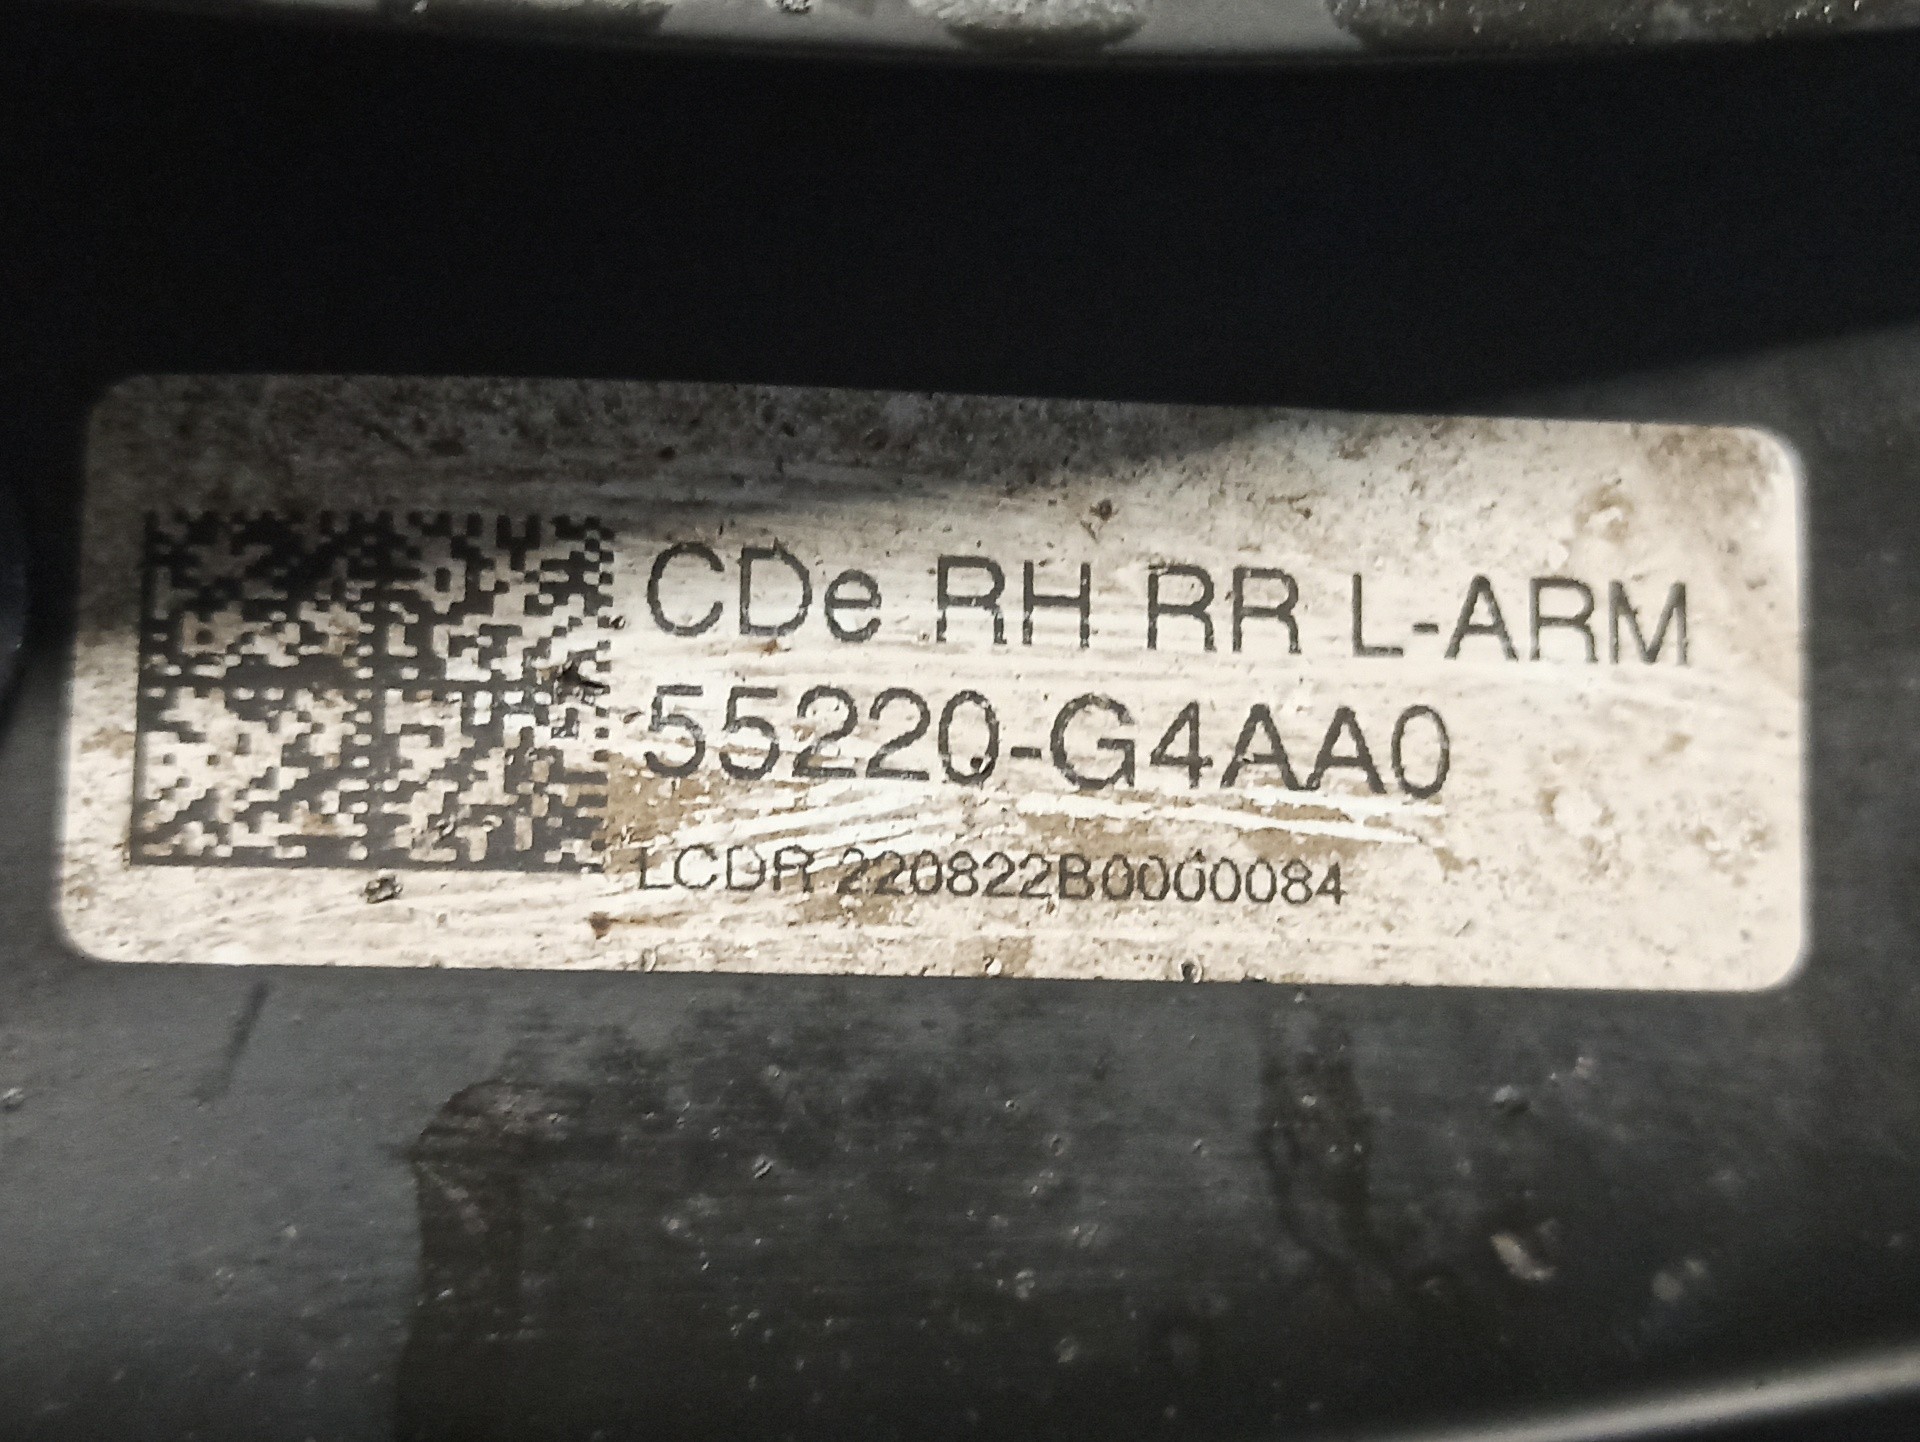 CDe RH RR L-ARM
55220-G4AA0
LCDR 220822B0000084